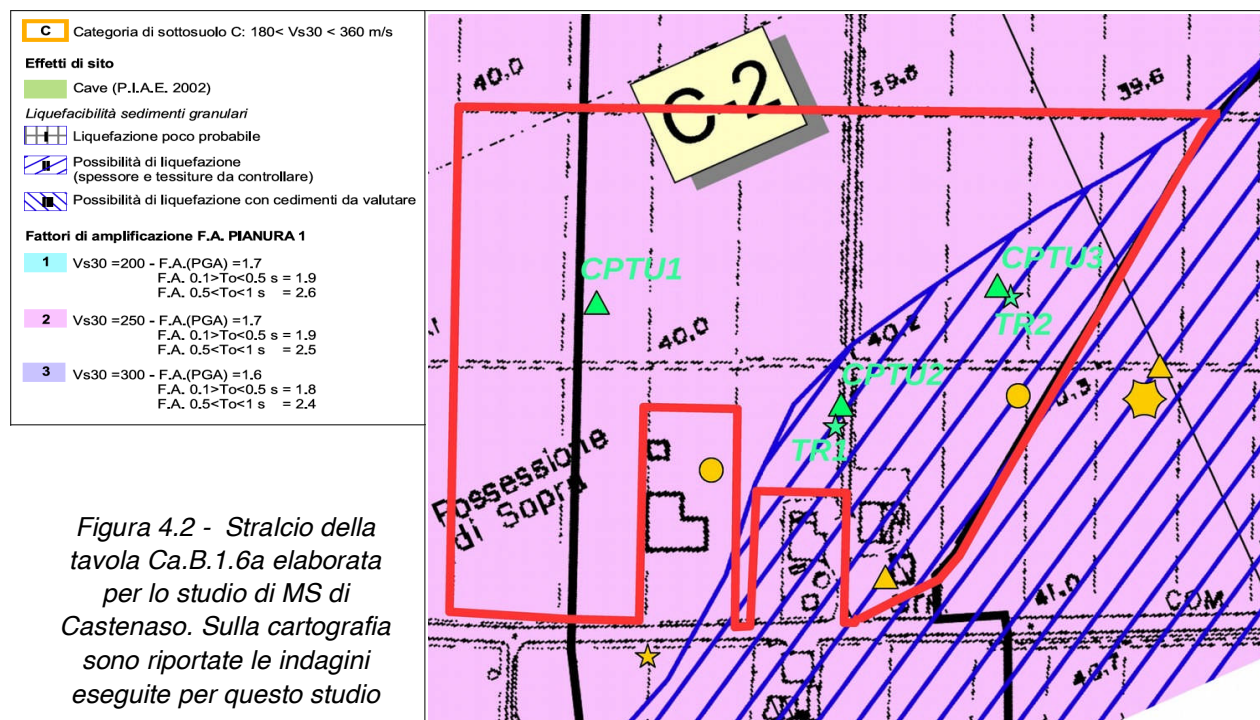 C Categoria di sottosuolo C: 180< Vs30 < 360 m/s
Effetti di sito
Cave (P.I.A.E. 2002)
Liquefacibilità sedimenti granulari
I Liquefazione poco probabile
II Possibilità di liquefazione
(spessore e tessiture da controllare)
III Possibilità di liquefazione con cedimenti da valutare
Fattori di amplificazione F.A. PIANURA 1
1 Vs30 =200 - F.A.(PGA) =1.7
F.A. 0.1>To<0.5 s = 1.9
F.A. 0.5<To<1 s = 2.6
2 Vs30 =250 - F.A.(PGA) =1.7
F.A. 0.1>To<0.5 s = 1.9
F.A. 0.5<To<1 s = 2.5
3 Vs30 =300 - F.A.(PGA) =1.6
F.A. 0.1>To<0.5 s = 1.8
F.A. 0.5<To<1 s = 2.4
Figura 4.2 - Stralcio della
tavola Ca.B.1.6a elaborata
per lo studio di MS di
Castenaso. Sulla cartografia
sono riportate le indagini
eseguite per questo studio
40,0
C-2
39,8
39,6
CPTU1
CPTU3
TR2
40,0
40,2
CPTU2
TR1
Possessione
di Sopra
41,0
COM